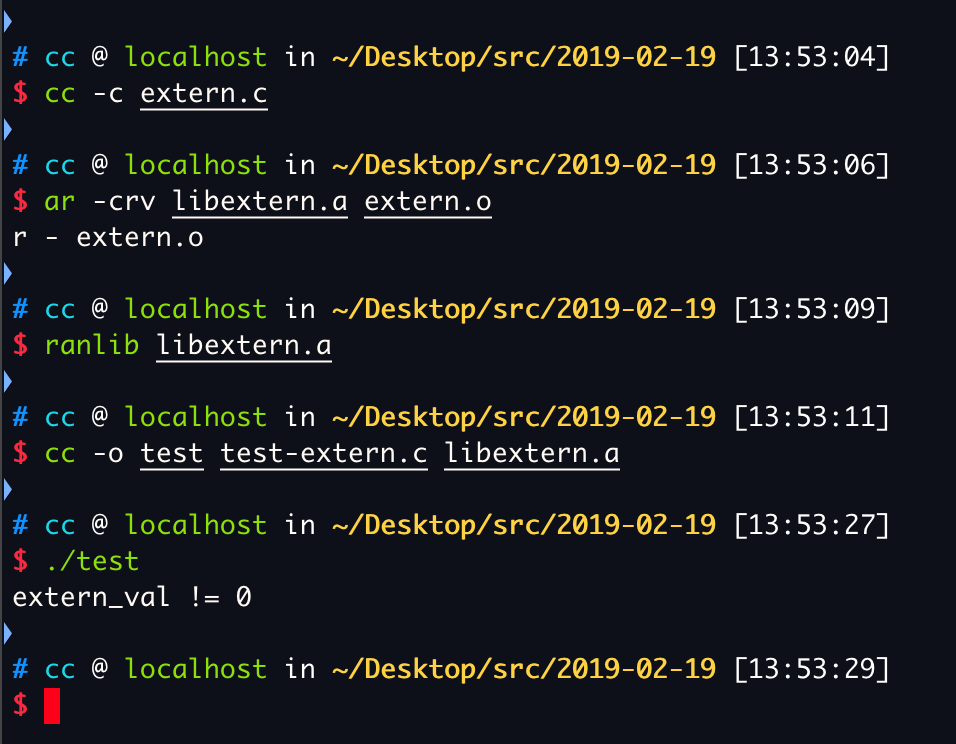 # cc @ localhost in ~/Desktop/src/2019-02-19 [13:53:04]
$ cc -c extern.c
# cc @ localhost in ~/Desktop/src/2019-02-19 [13:53:06]
$ ar -crv libextern.a extern.o
r - extern.o
# cc @ localhost in ~/Desktop/src/2019-02-19 [13:53:09]
$ ranlib libextern.a
# cc @ localhost in ~/Desktop/src/2019-02-19 [13:53:11]
$ cc -o test test-extern.c libextern.a
# cc @ localhost in ~/Desktop/src/2019-02-19 [13:53:27]
$ ./test
extern_val != 0
# cc @ localhost in ~/Desktop/src/2019-02-19 [13:53:29]
$